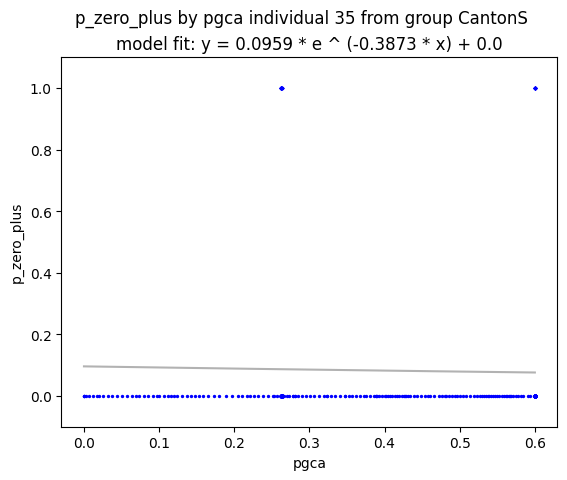 p_zero_plus by pgca individual 35 from group CantonS
model fit: y = 0.0959 * e ^ (-0.3873 * x) + 0.0
1.0
0.8
0.6
0.4
0.2
0.0
p_zero_plus
0.0 0.1 0.2 0.3 0.4 0.5 0.6
pgca